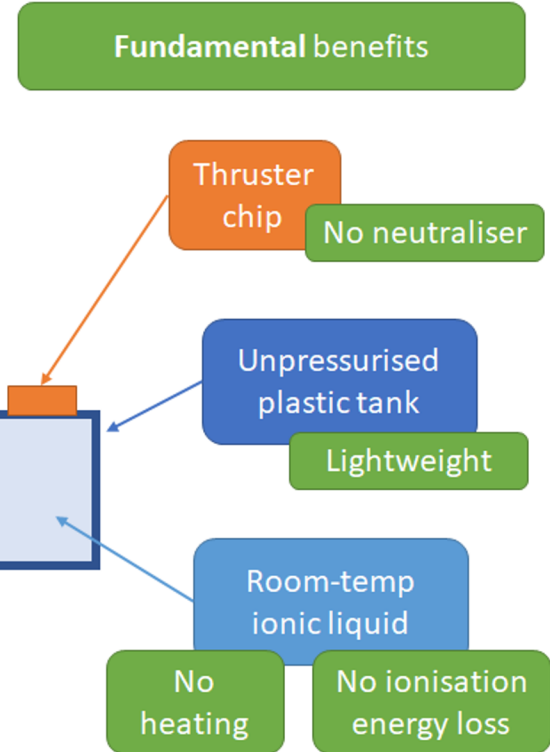 Fundamental benefits
Thruster
chip
No neutraliser
Unpressurised
plastic tank
Lightweight
Room-temp
ionic liquid
No
heating
No ionisation
energy loss